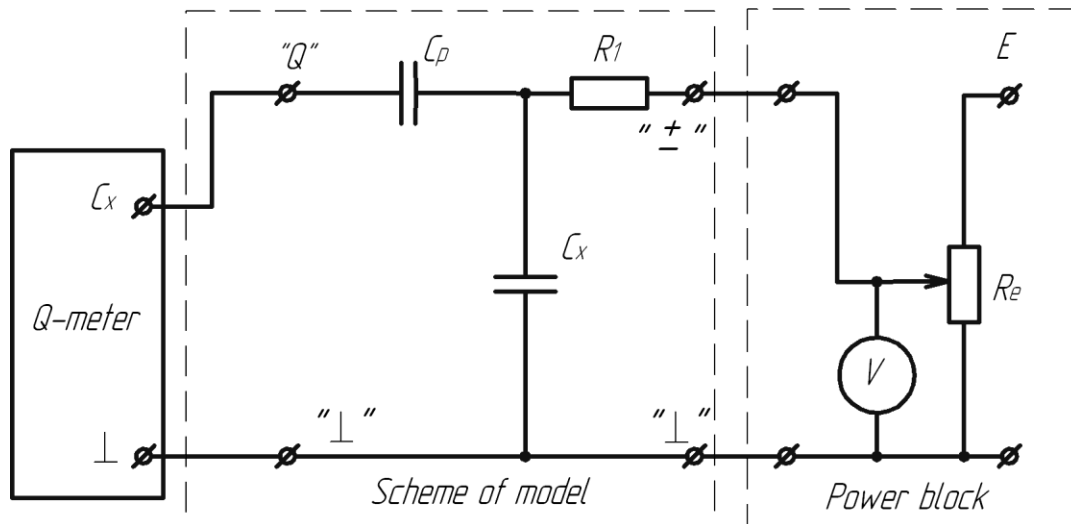 "Q"
Cp
R1
E
"±"
Cx
Cx
Q-meter
Re
V
⊥
"⊥"
"⊥"
Scheme of model
Power block